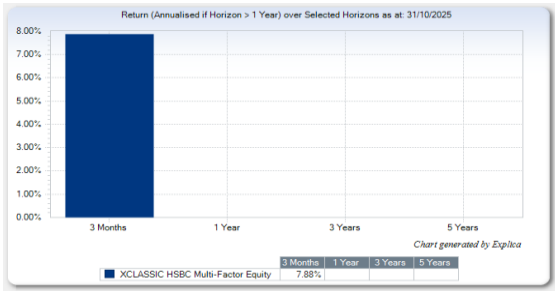 Return (Annualised if Horizon > 1 Year) over Selected Horizons as at: 31/10/2025
8.00%
7.00%
6.00%
5.00%
4.00%
3.00%
2.00%
1.00%
0.00%
3 Months 1 Year 3 Years 5 Years
Chart generated by Explica
3 Months 1 Year 3 Years 5 Years
XCLASSIC HSBC Multi-Factor Equity 7.88%